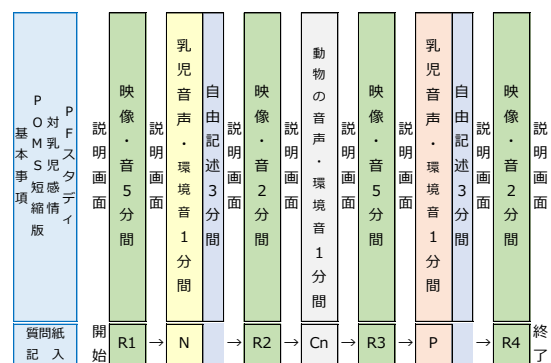 PFスタディ
対乳児感情
POMS短縮版
基本事項
説明画面
映像・音5分間
説明画面
乳児音声・環境音1分間
自由記述3分間
説明画面
映像・音2分間
説明画面
動物の音声・環境音1分間
説明画面
映像・音5分間
説明画面
乳児音声・環境音1分間
自由記述3分間
説明画面
映像・音2分間
質問紙
記 入
開始
R1 → N → R2 → Cn → R3 → P → R4
終了